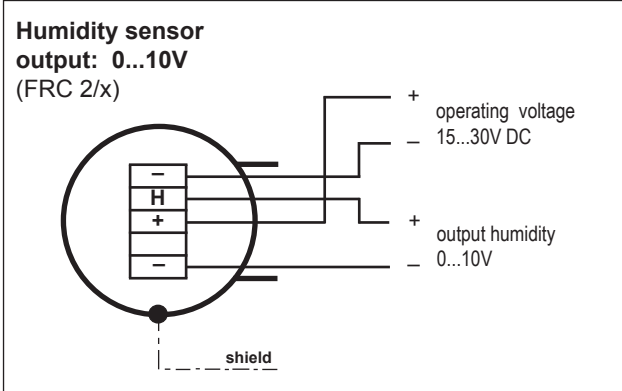 Humidity sensor
output: 0...10V
(FRC 2/x)
+
operating voltage
– 15...30V DC
–
H
+
–
+
output humidity
– 0...10V
shield